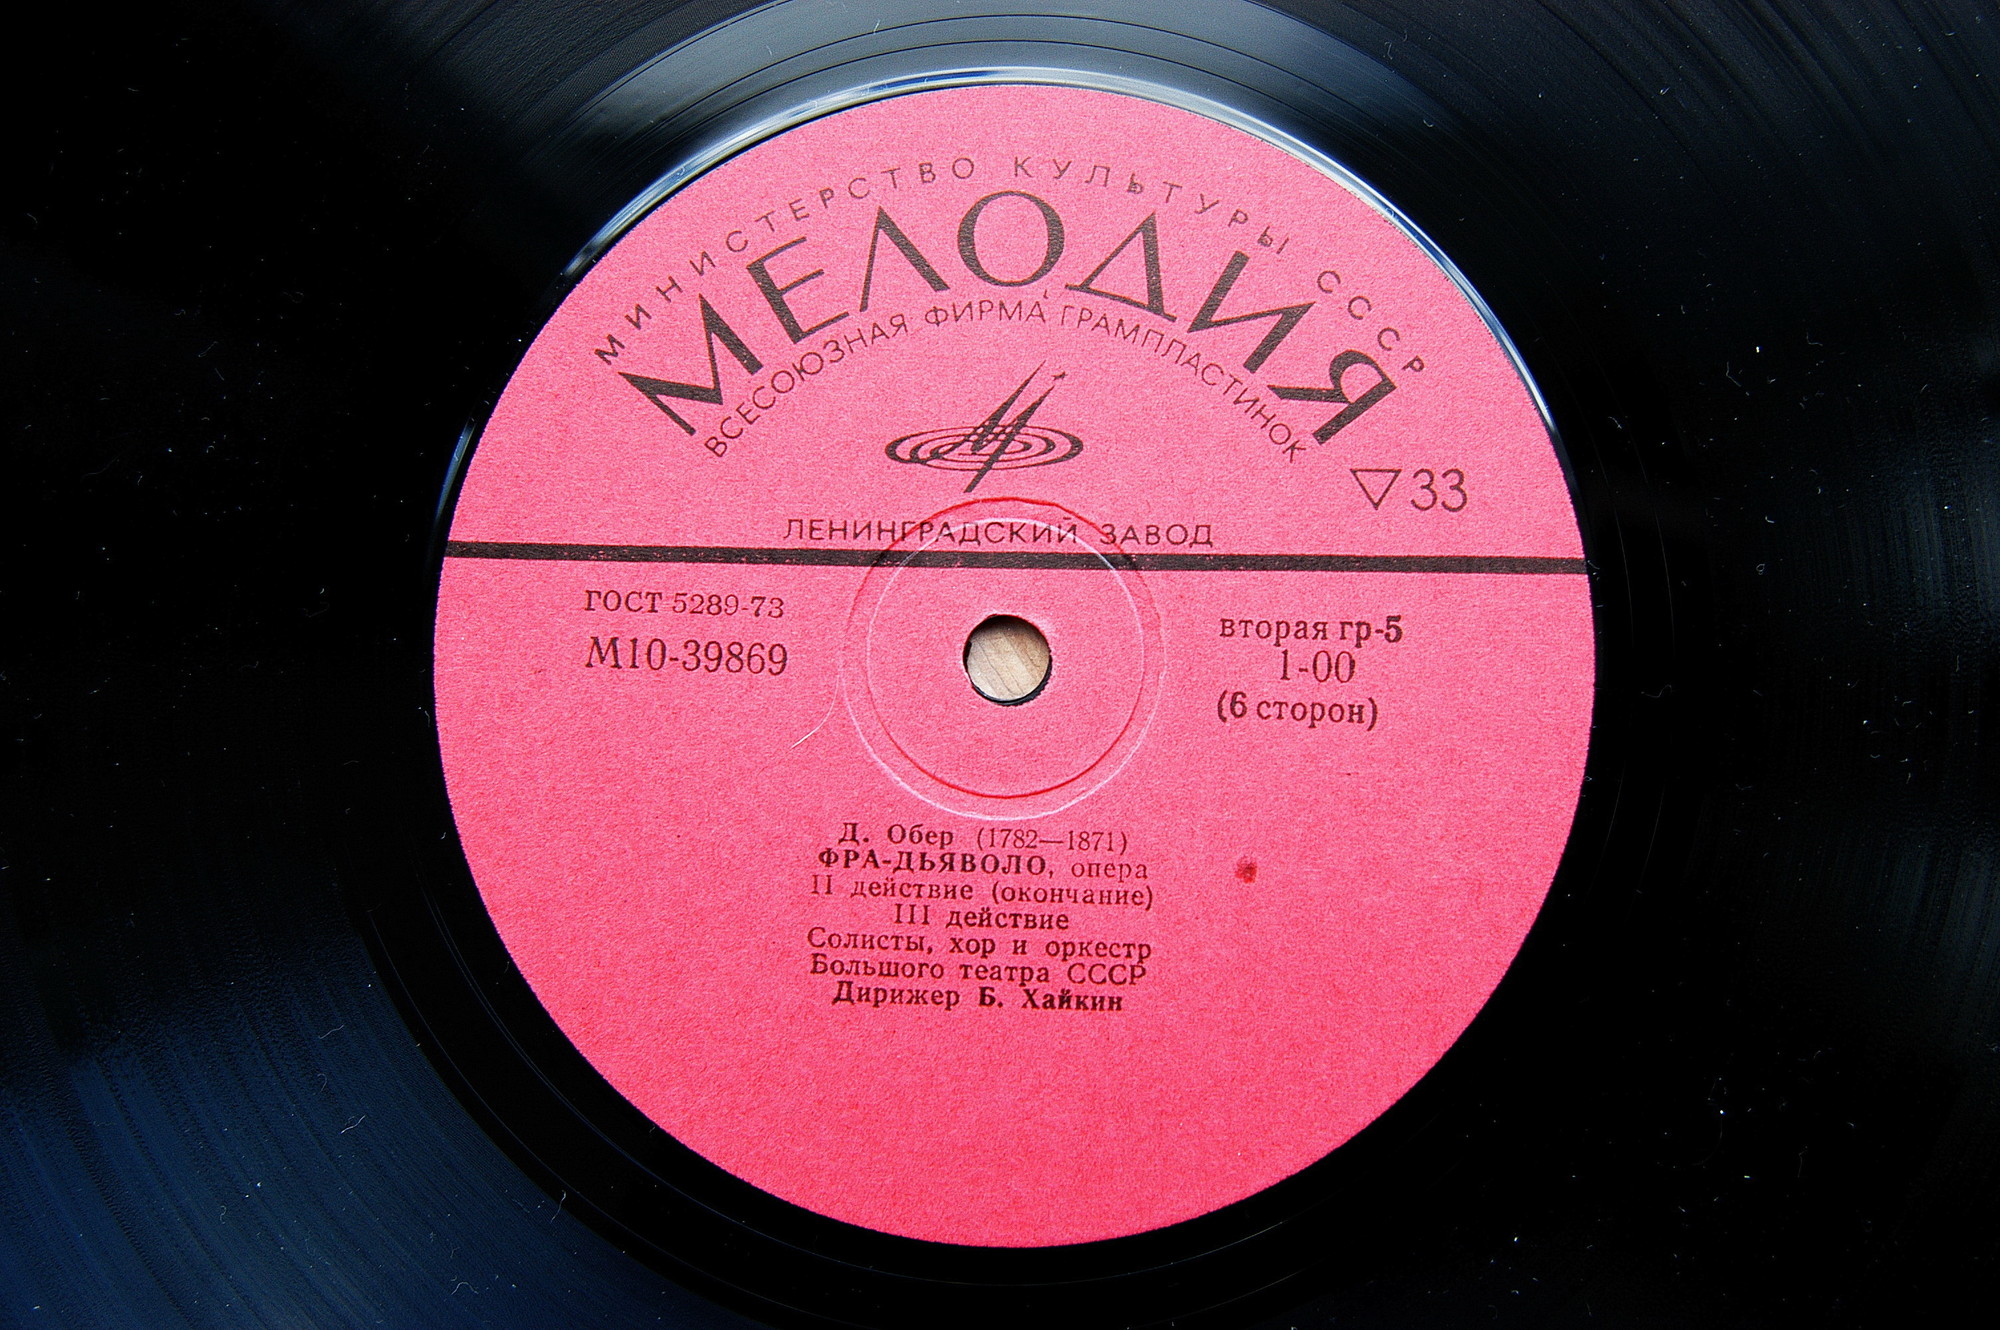 МИНИСТЕРСТВО КУЛЬТУРЫ СССР
МЕЛОДИЯ
ВСЕСОЮЗНАЯ ФИРМА ГРАМПЛАСТИНОК
▽33
ЛЕНИНГРАДСКИЙ ЗАВОД
ГОСТ 5289-73
М10-39869
вторая гр-5
1-00
(6 сторон)
Д. Обер (1782—1871)
ФРА-ДЬЯВОЛО, опера
II действие (окончание)
III действие
Солисты, хор и оркестр
Большого театра СССР
Дирижер Б. Хайкин